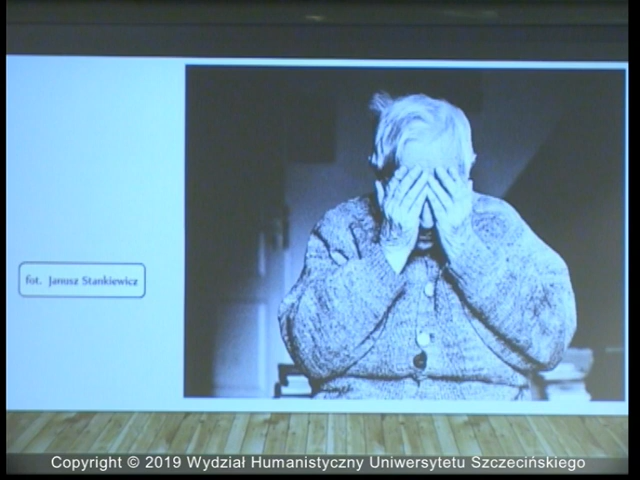 fot. Janusz Stankiewicz
Copyright © 2019 Wydział Humanistyczny Uniwersytetu Szczecińskiego